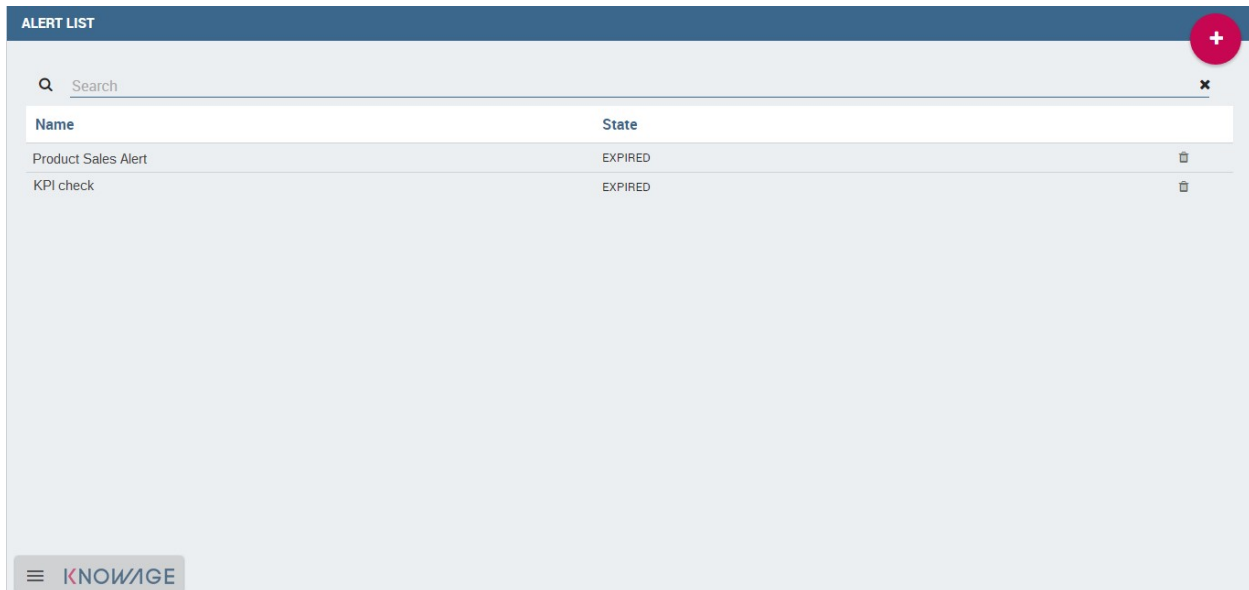 ALERT LIST
Search
Name State
Product Sales Alert EXPIRED
KPI check EXPIRED
KNOWAGE